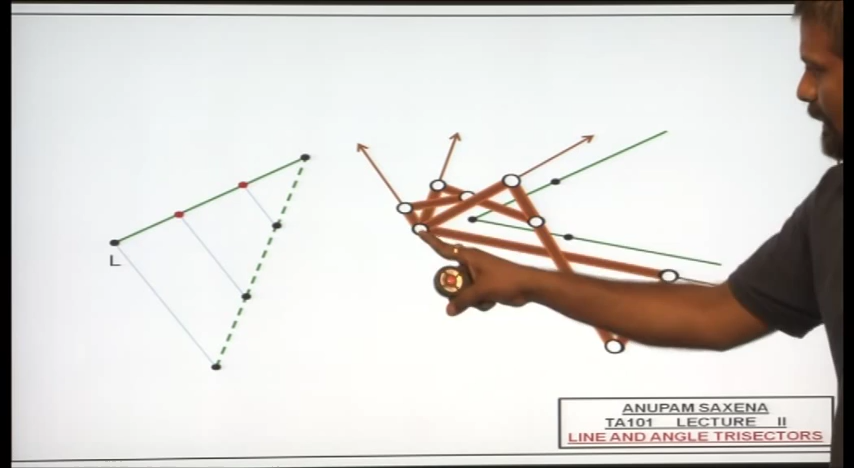 L
ANUPAM SAXENA
TA101 LECTURE II
LINE AND ANGLE TRISECTORS